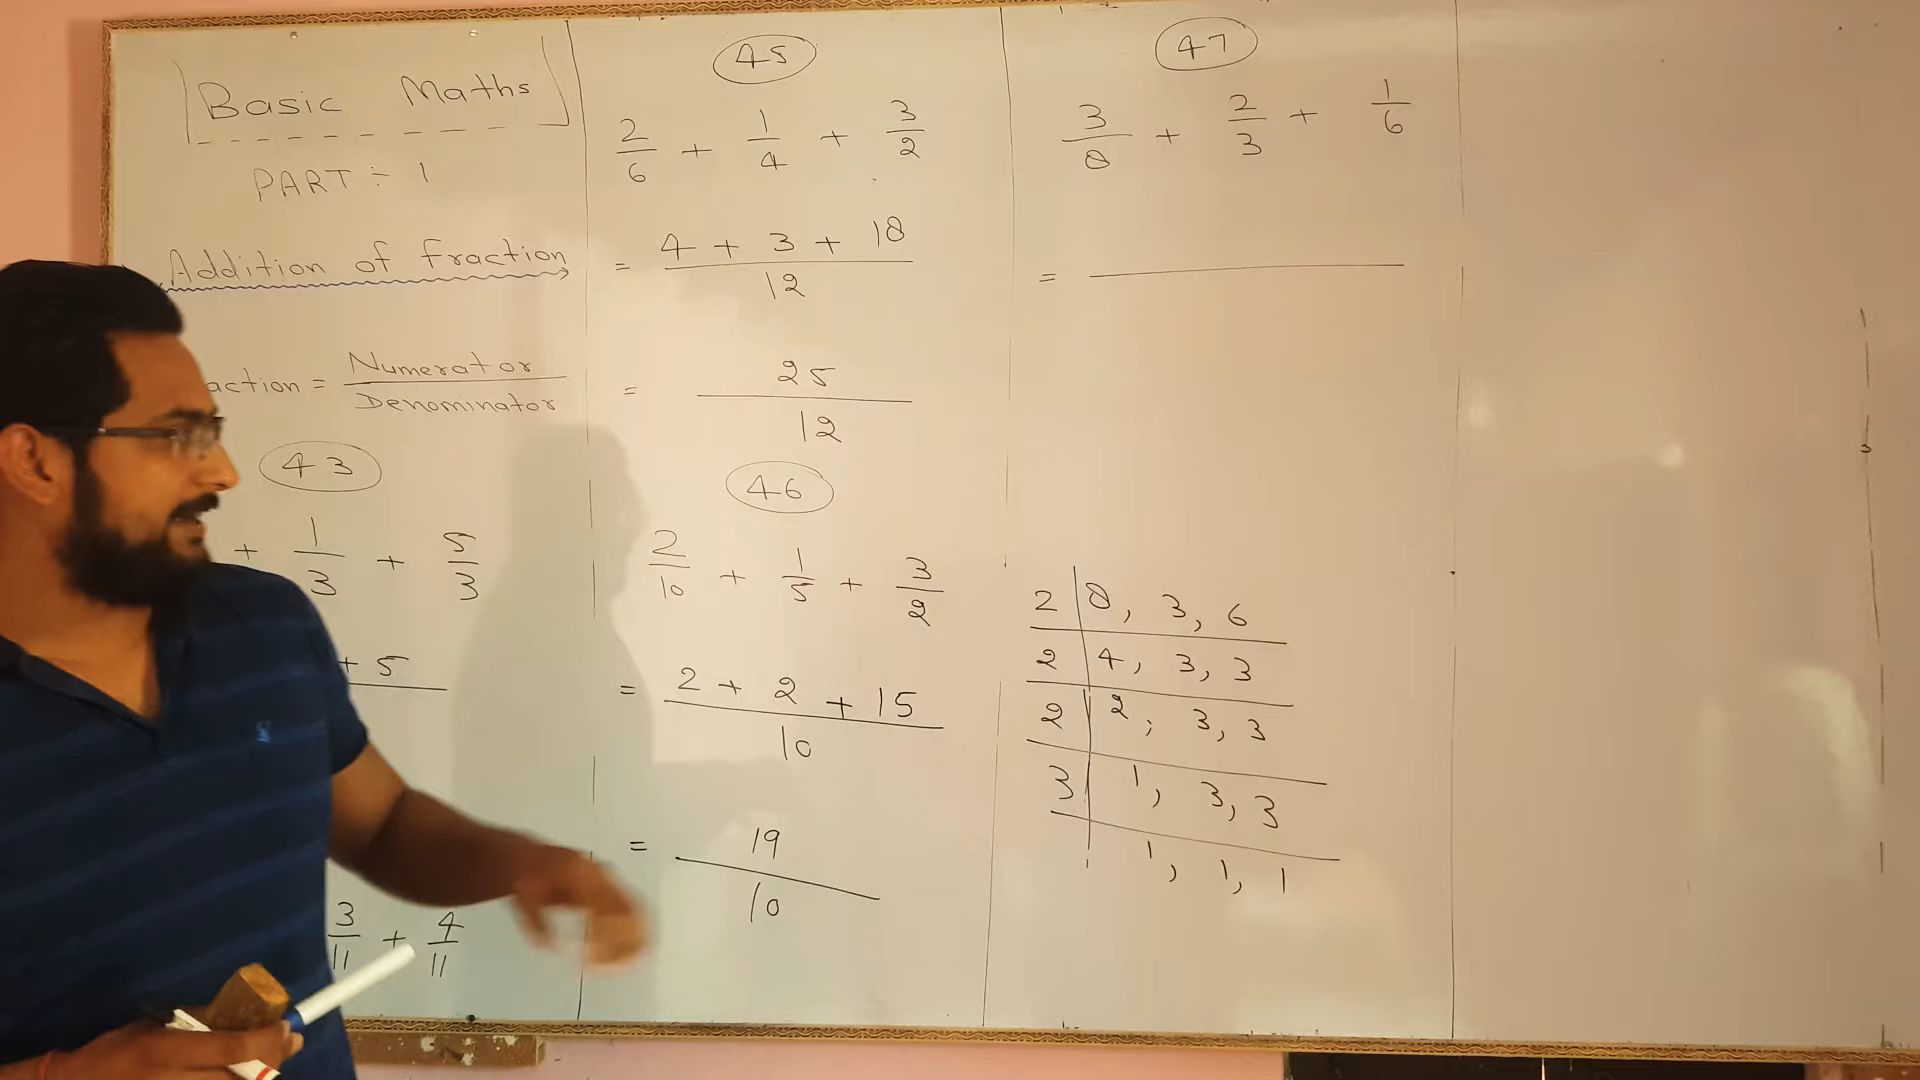 Basic Maths
PART : 1
Addition of fraction
action = Numerator / Denominator
43
+ 1/3 + 5/3
+ 5
3/11 + 4/11
45
2/6 + 1/4 + 3/2
= 4 + 3 + 18 / 12
= 25 / 12
46
2/10 + 1/5 + 3/2
= 2 + 2 + 15 / 10
= 19 / 10
47
3/8 + 2/3 + 1/6
=
2 | 8, 3, 6
2 | 4, 3, 3
2 | 2, 3, 3
3 | 1, 3, 3
1, 1, 1